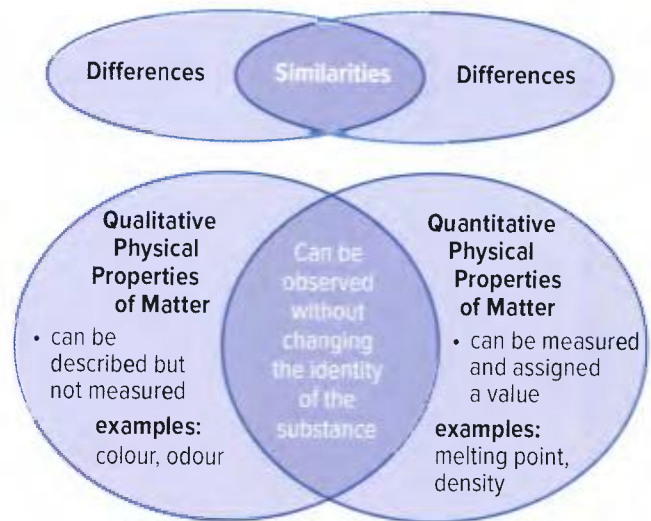 Differences
Similarities
Differences
Qualitative
Physical
Properties
of Matter
• can be
described but
not measured
examples:
colour, odour
Can be
observed
without
changing
the identity
of the
substance
Quantitative
Physical
Properties
of Matter
• can be measured
and assigned
a value
examples:
melting point,
density